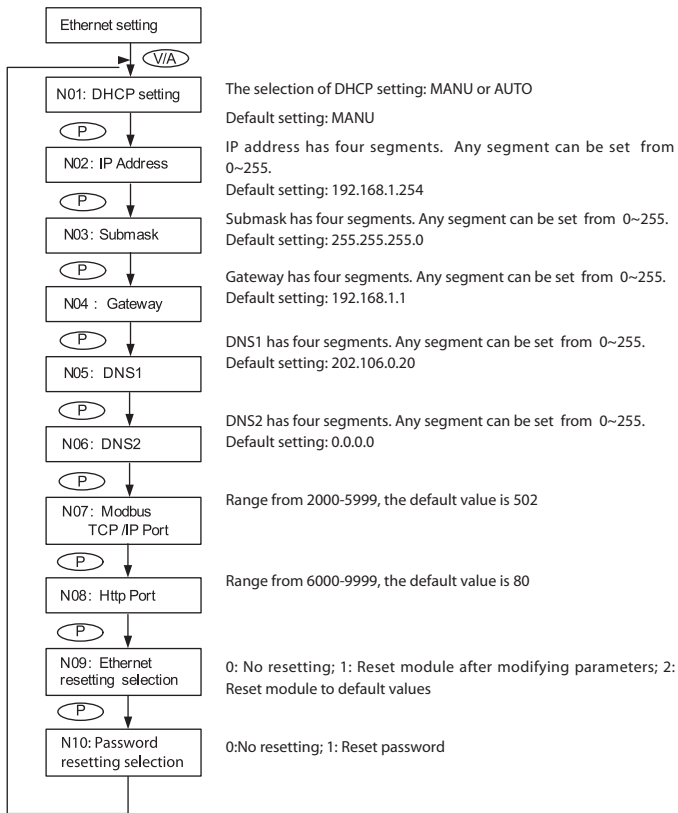 Ethernet setting
V/A
N01: DHCP setting
The selection of DHCP setting: MANU or AUTO
Default setting: MANU
P
N02: IP Address
IP address has four segments. Any segment can be set from
0~255.
Default setting: 192.168.1.254
P
N03: Submask
Submask has four segments. Any segment can be set from 0~255.
Default setting: 255.255.255.0
P
N04 : Gateway
Gateway has four segments. Any segment can be set from 0~255.
Default setting: 192.168.1.1
P
N05: DNS1
DNS1 has four segments. Any segment can be set from 0~255.
Default setting: 202.106.0.20
P
N06: DNS2
DNS2 has four segments. Any segment can be set from 0~255.
Default setting: 0.0.0.0
P
N07: Modbus
TCP /IP Port
Range from 2000-5999, the default value is 502
P
N08: Http Port
Range from 6000-9999, the default value is 80
P
N09: Ethernet
resetting selection
0: No resetting; 1: Reset module after modifying parameters; 2:
Reset module to default values
P
N10: Password
resetting selection
0:No resetting; 1: Reset password